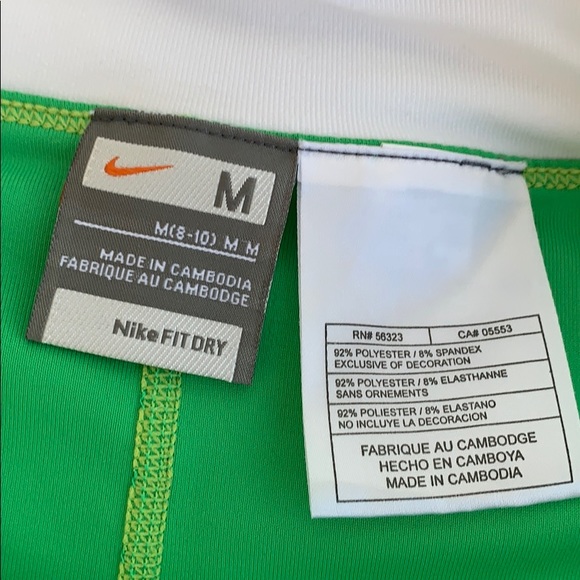 M
M(8-10) M M
MADE IN CAMBODIA
FABRIQUE AU CAMBODGE
Nike FIT DRY
RN# 56323 CA# 05553
92% POLYESTER / 8% SPANDEX
EXCLUSIVE OF DECORATION
92% POLYESTER / 8% ELASTHANNE
SANS ORNEMENTS
92% POLIESTER / 8% ELASTANO
NO INCLUYE LA DECORACION
FABRIQUE AU CAMBODGE
HECHO EN CAMBOYA
MADE IN CAMBODIA